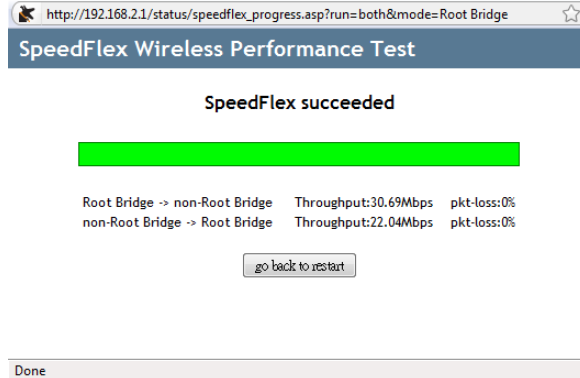 http://192.168.2.1/status/speedflex_progress.asp?run=both&mode=Root Bridge
SpeedFlex Wireless Performance Test
SpeedFlex succeeded
Root Bridge -> non-Root Bridge Throughput:30.69Mbps pkt-loss:0%
non-Root Bridge -> Root Bridge Throughput:22.04Mbps pkt-loss:0%
go back to restart
Done